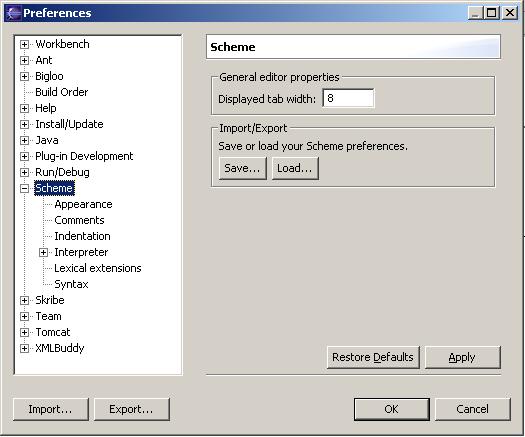 Preferences
Workbench
Ant
Bigloo
Build Order
Help
Install/Update
Java
Plug-in Development
Run/Debug
Scheme
Appearance
Comments
Indentation
Interpreter
Lexical extensions
Syntax
Skribe
Team
Tomcat
XMLBuddy
Scheme
General editor properties
Displayed tab width: 8
Import/Export
Save or load your Scheme preferences.
Save... Load...
Restore Defaults Apply
Import... Export... OK Cancel